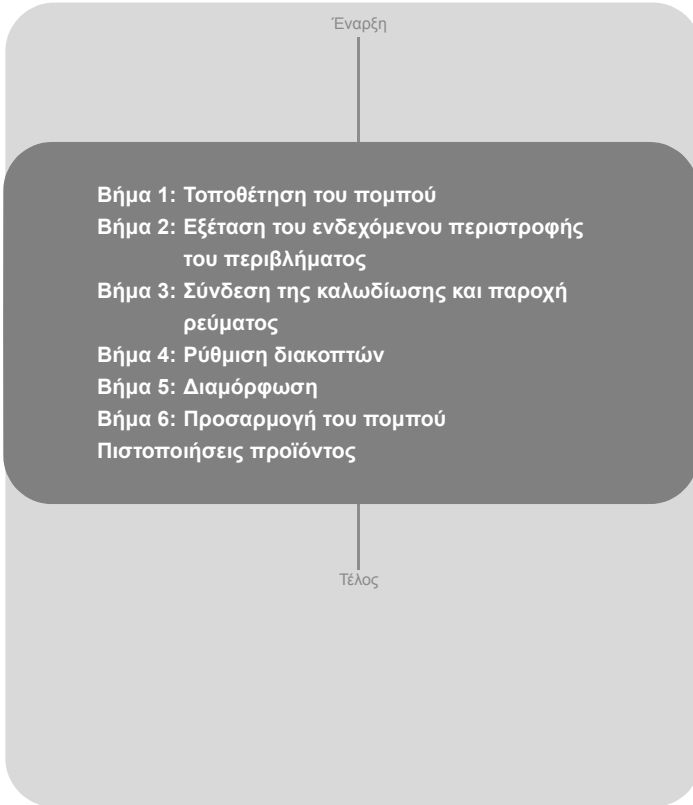 Έναρξη
Βήμα 1: Τοποθέτηση του πομπού
Βήμα 2: Εξέταση του ενδεχόμενου περιστροφής
του περιβλήματος
Βήμα 3: Σύνδεση της καλωδίωσης και παροχή
ρεύματος
Βήμα 4: Ρύθμιση διακοπτών
Βήμα 5: Διαμόρφωση
Βήμα 6: Προσαρμογή του πομπού
Πιστοποιήσεις προϊόντος
Τέλος